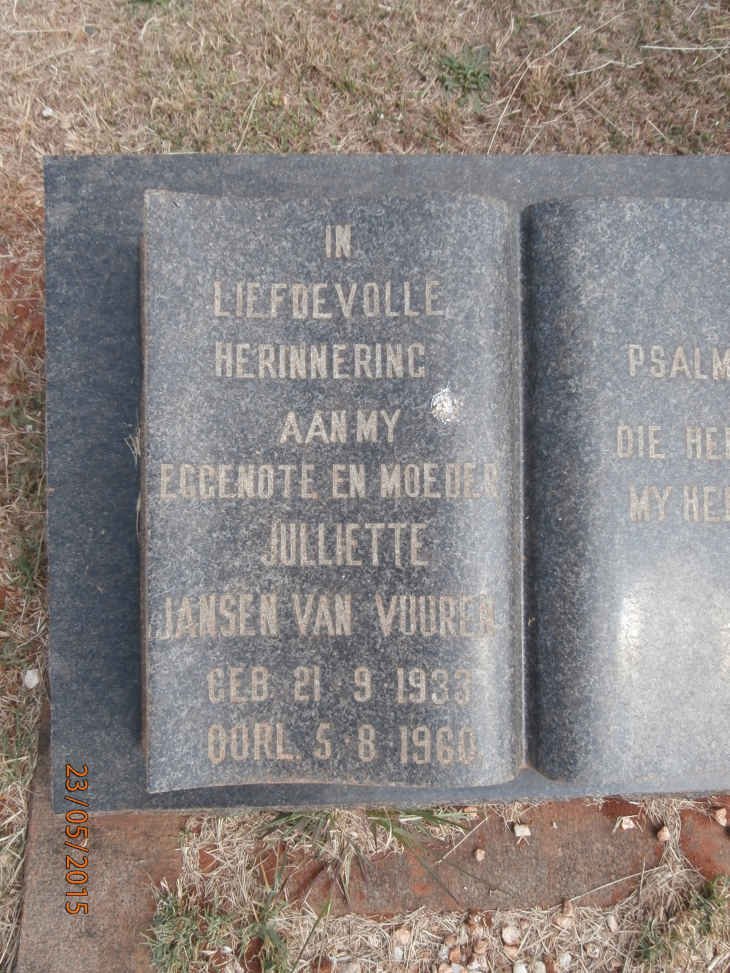 IN
LIEFDEVOLLE
HERINNERING
AAN MY
EGGENOTE EN MOEDER
JULLIETTE
JANSEN VAN VUUREN
GEB. 21 · 9 · 1933
OORL. 5 · 8 · 1960
PSALM
DIE HE
MY HE
23/05/2015